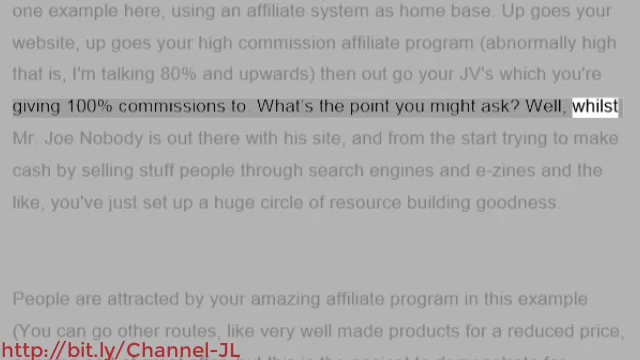 one example here, using an affiliate system as home base. Up goes your
website, up goes your high commission affiliate program (abnormally high
that is, I'm talking 80% and upwards) then out go your JV's which you're
giving 100% commissions to. What's the point you might ask? Well, whilst
Mr. Joe Nobody is out there with his site, and from the start trying to make
cash by selling stuff people through search engines and e-zines and the
like, you've just set up a huge circle of resource building goodness.
People are attracted by your amazing affiliate program in this example
(You can go other routes, like very well made products for a reduced price,
http://bit.ly/Channel-JL